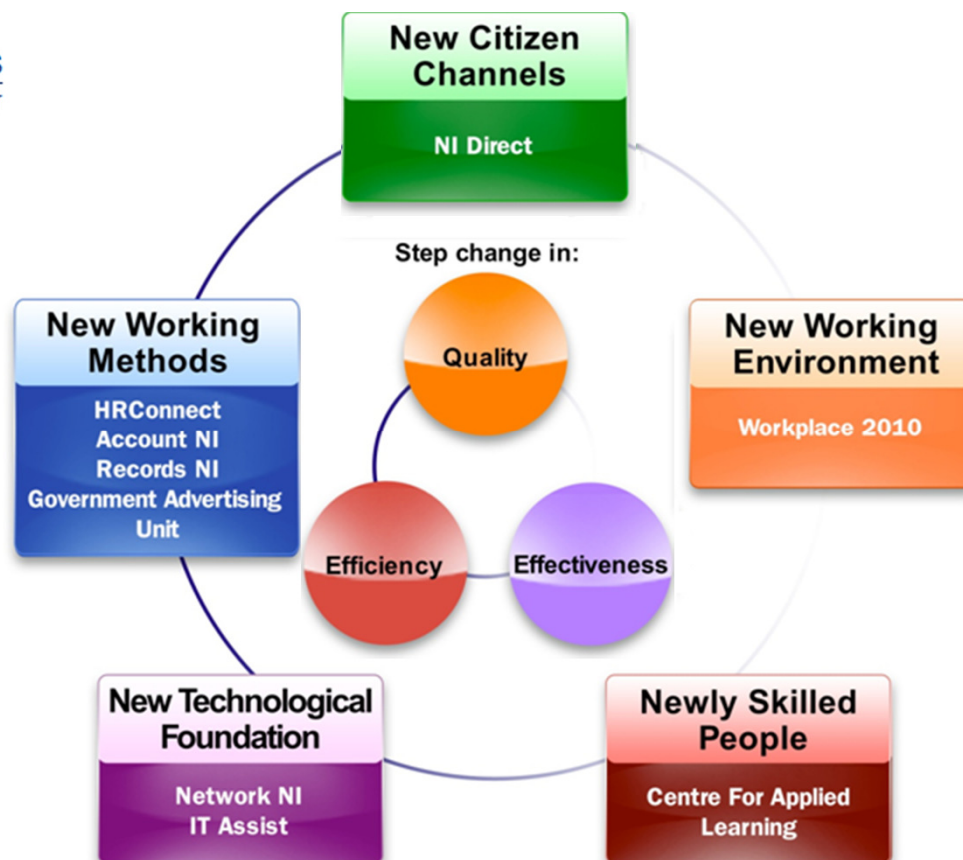 New Citizen
Channels
NI Direct
Step change in:
Quality
Efficiency
Effectiveness
New Working
Methods
HRConnect
Account NI
Records NI
Government Advertising
Unit
New Working
Environment
Workplace 2010
New Technological
Foundation
Network NI
IT Assist
Newly Skilled
People
Centre For Applied
Learning